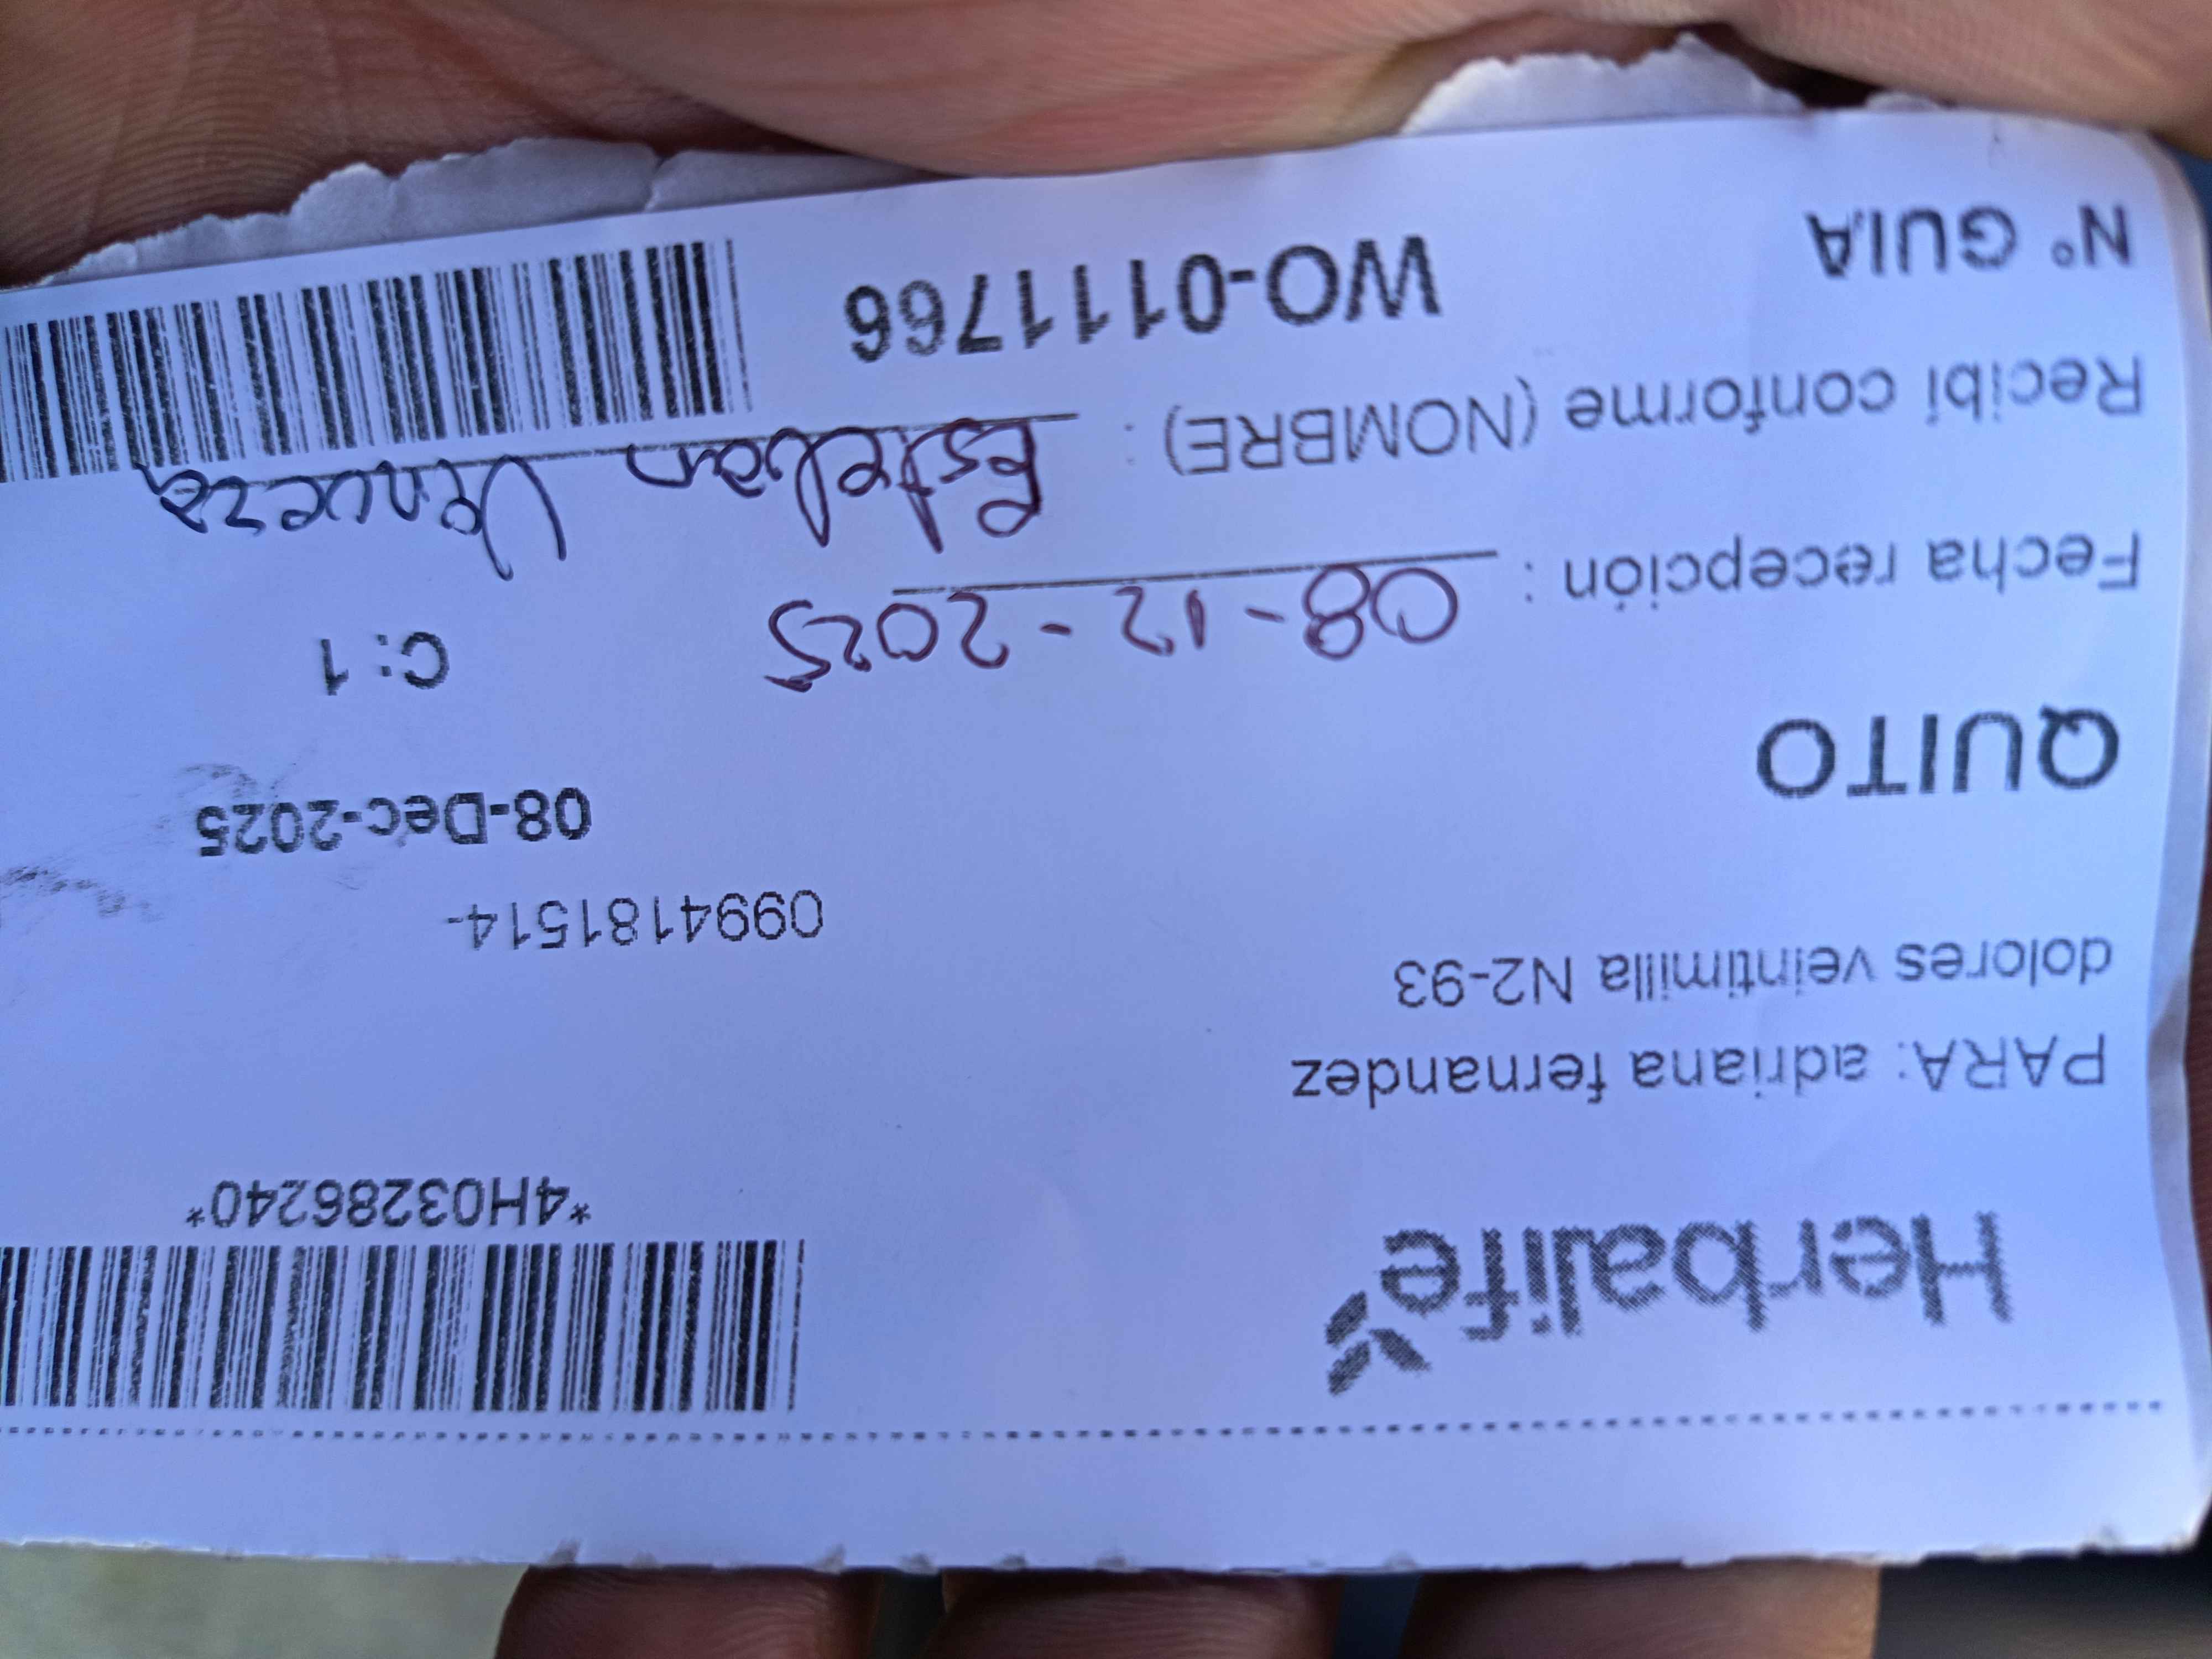 Herbalife
*4H03286240*
PARA: adriana fernandez
dolores veintimilla N2-93
0994181514-
08-Dec-2025
QUITO
C: 1
Fecha recepción : 08-12-2025
Recibí conforme (NOMBRE) : Esteban
N° GUIA WO-0111766